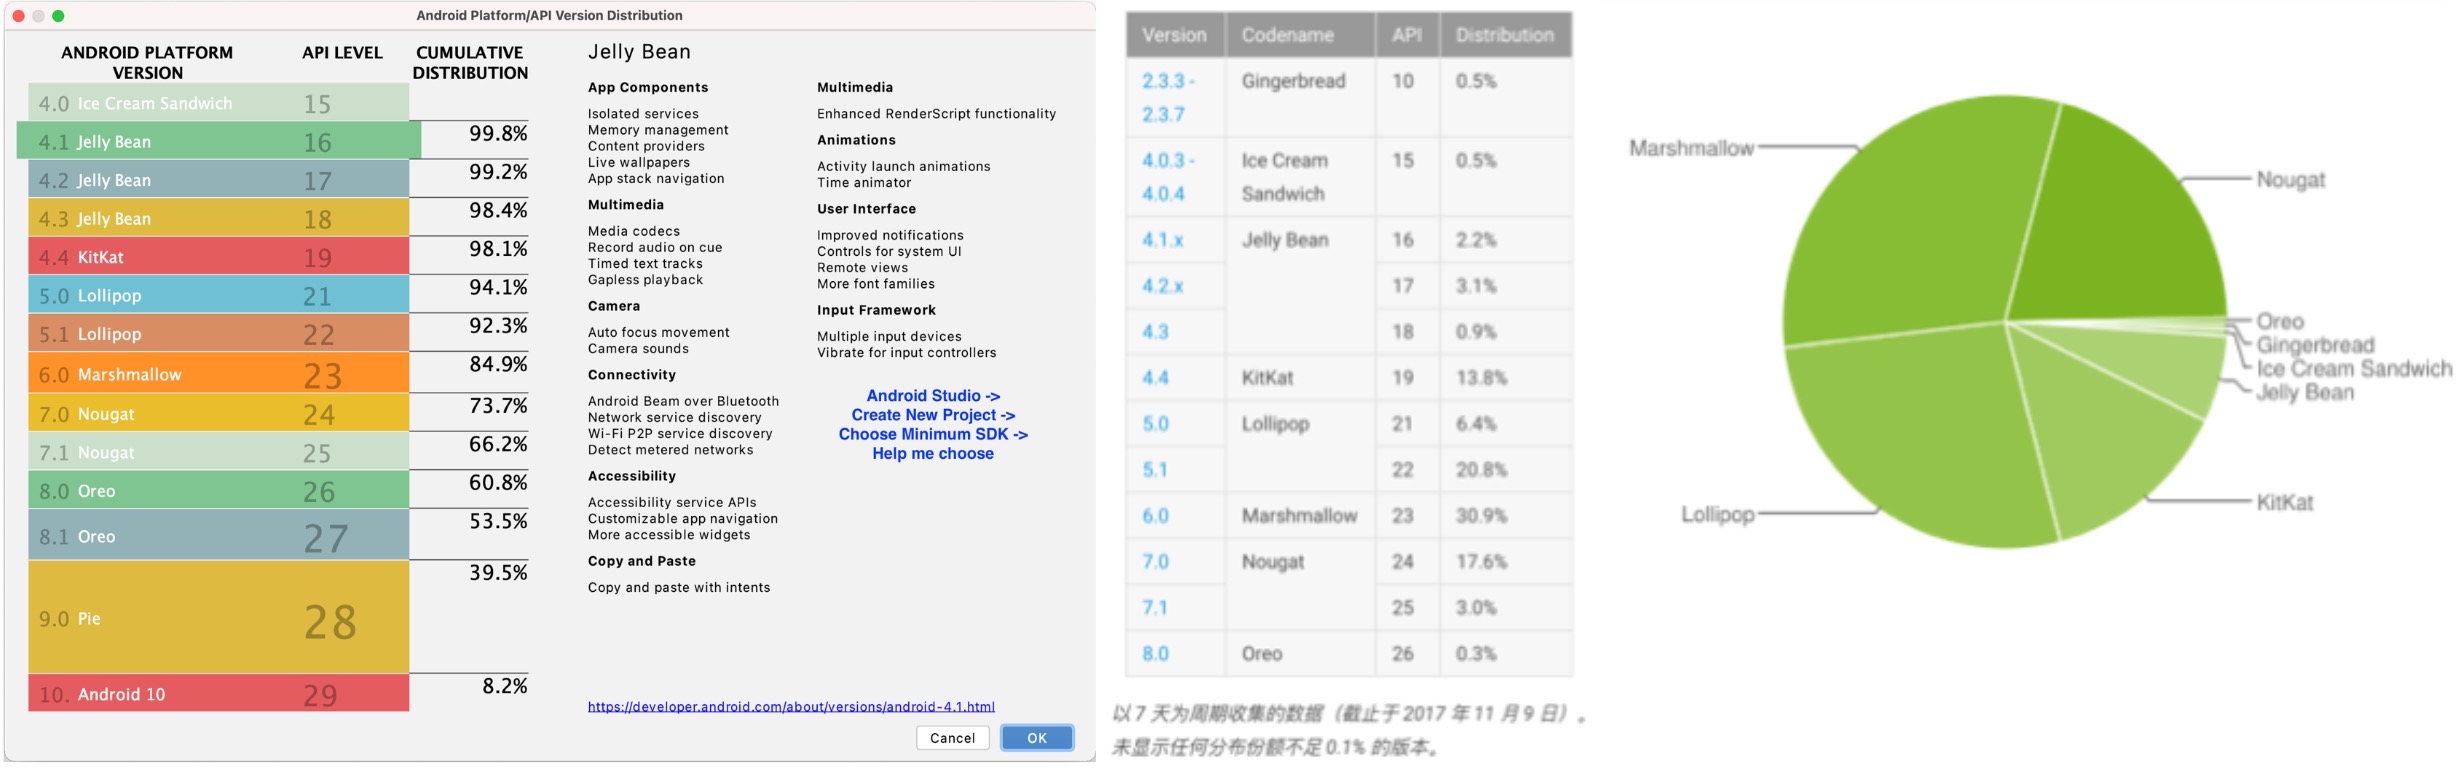 Android Platform/API Version Distribution
ANDROID PLATFORM VERSION API LEVEL CUMULATIVE DISTRIBUTION
4.0 Ice Cream Sandwich 15
4.1 Jelly Bean 16 99.8%
4.2 Jelly Bean 17 99.2%
4.3 Jelly Bean 18 98.4%
4.4 KitKat 19 98.1%
5.0 Lollipop 21 94.1%
5.1 Lollipop 22 92.3%
6.0 Marshmallow 23 84.9%
7.0 Nougat 24 73.7%
7.1 Nougat 25 66.2%
8.0 Oreo 26 60.8%
8.1 Oreo 27 53.5%
9.0 Pie 28 39.5%
10. Android 10 29 8.2%
Jelly Bean
App Components
Isolated services
Memory management
Content providers
Live wallpapers
App stack navigation
Multimedia
Media codecs
Record audio on cue
Timed text tracks
Gapless playback
Camera
Auto focus movement
Camera sounds
Connectivity
Android Beam over Bluetooth
Network service discovery
Wi-Fi P2P service discovery
Detect metered networks
Accessibility
Accessibility service APIs
Customizable app navigation
More accessible widgets
Copy and Paste
Copy and paste with intents
Multimedia
Enhanced RenderScript functionality
Animations
Activity launch animations
Time animator
User Interface
Improved notifications
Controls for system UI
Remote views
More font families
Input Framework
Multiple input devices
Vibrate for input controllers
Android Studio ->
Create New Project ->
Choose Minimum SDK ->
Help me choose
https://developer.android.com/about/versions/android-4.1.html
Cancel OK
Version Codename API Distribution
2.3.3 - Gingerbread 10 0.5%
2.3.7
4.0.3 - Ice Cream 15 0.5%
4.0.4 Sandwich
4.1.x Jelly Bean 16 2.2%
4.2.x 17 3.1%
4.3 18 0.9%
4.4 KitKat 19 13.8%
5.0 Lollipop 21 6.4%
5.1 22 20.8%
6.0 Marshmallow 23 30.9%
7.0 Nougat 24 17.6%
7.1 25 3.0%
8.0 Oreo 26 0.3%
以 7 天为周期收集的数据（截止于 2017 年 11 月 9 日）。
未显示任何分布份额不足 0.1% 的版本。
Marshmallow
Nougat
Oreo
Gingerbread
Ice Cream Sandwich
Jelly Bean
KitKat
Lollipop